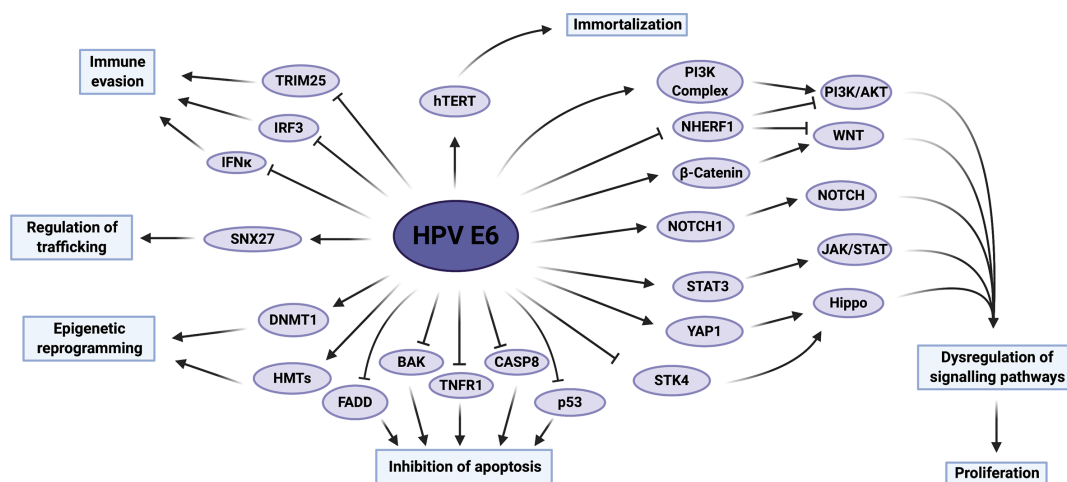 Immortalization
Immune
evasion
TRIM25
IRF3
IFNκ
hTERT
PI3K
Complex
PI3K/AKT
NHERF1
WNT
β-Catenin
NOTCH
NOTCH1
Regulation of
trafficking
SNX27
HPV E6
JAK/STAT
STAT3
Hippo
YAP1
Epigenetic
reprogramming
DNMT1
HMTs
FADD
BAK
TNFR1
CASP8
p53
STK4
Dysregulation of
signalling pathways
Inhibition of apoptosis
Proliferation